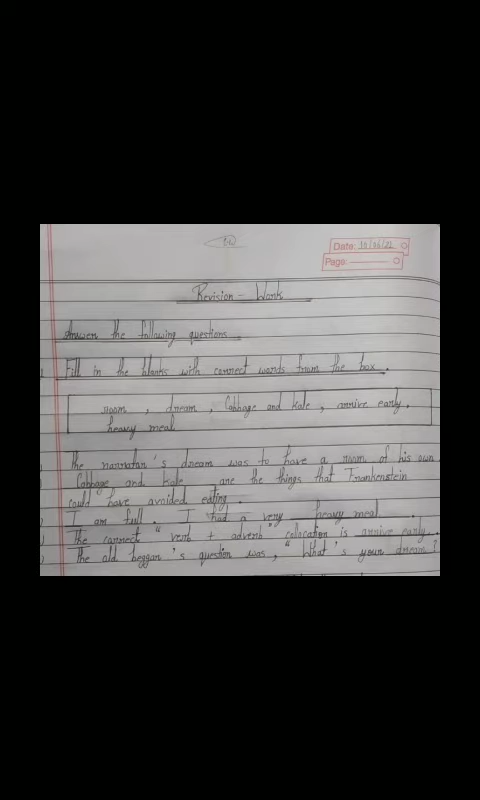 CW
Date: 10/06/22
Page:
Revision - Work
Answer the following questions.
Fill in the blanks with correct words from the box.
room, dream, Cabbage and Kale, arrive early,
heavy meal
The narrator's dream was to have a room of his own.
Cabbage and Kale are the things that Frankenstein
could have avoided eating.
I am full. I had a very heavy meal.
The correct "verb + adverb" colocation is arrive early.
The old beggar's question was, "What's your dream?